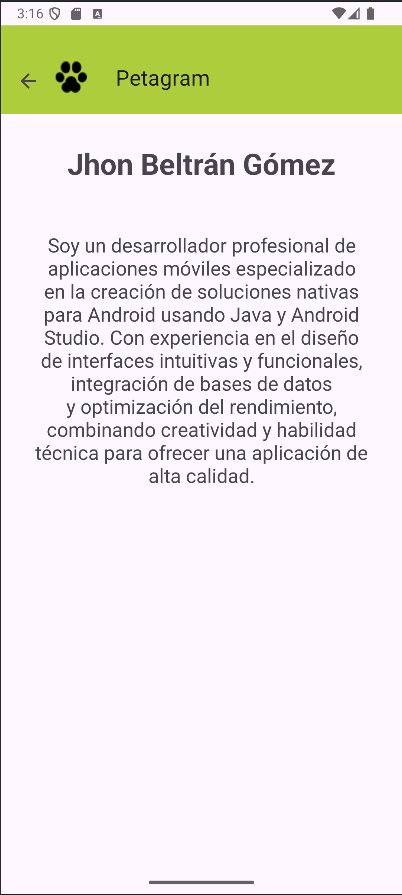 3:16
Petagram
Jhon Beltrán Gómez
Soy un desarrollador profesional de
aplicaciones móviles especializado
en la creación de soluciones nativas
para Android usando Java y Android
Studio. Con experiencia en el diseño
de interfaces intuitivas y funcionales,
integración de bases de datos
y optimización del rendimiento,
combinando creatividad y habilidad
técnica para ofrecer una aplicación de
alta calidad.